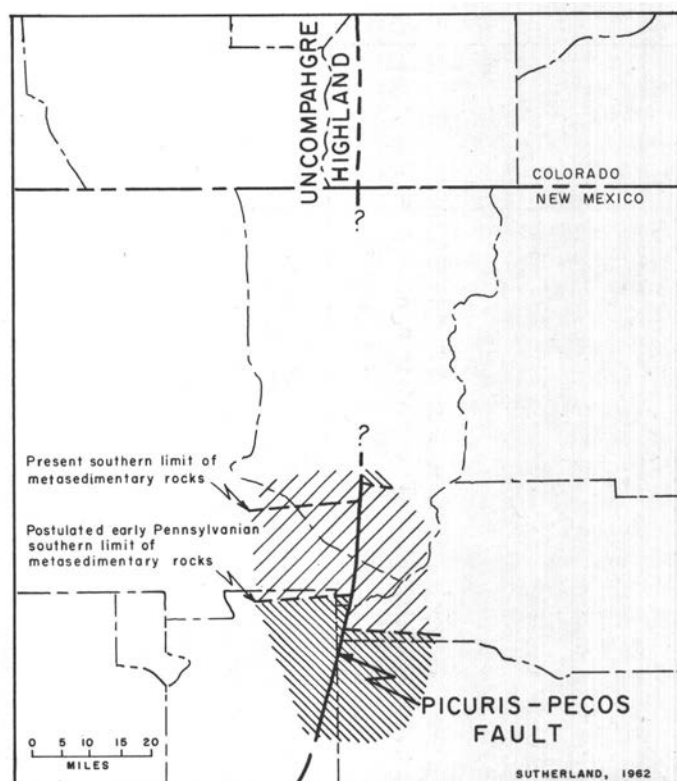 UNCOMPAHGRE
HIGHLAND
COLORADO
NEW MEXICO
?
?
Present southern limit of
metasedimentary rocks
Postulated early Pennsylvanian
southern limit of
metasedimentary rocks
PICURIS – PECOS
FAULT
0 5 10 15 20
MILES
SUTHERLAND, 1962